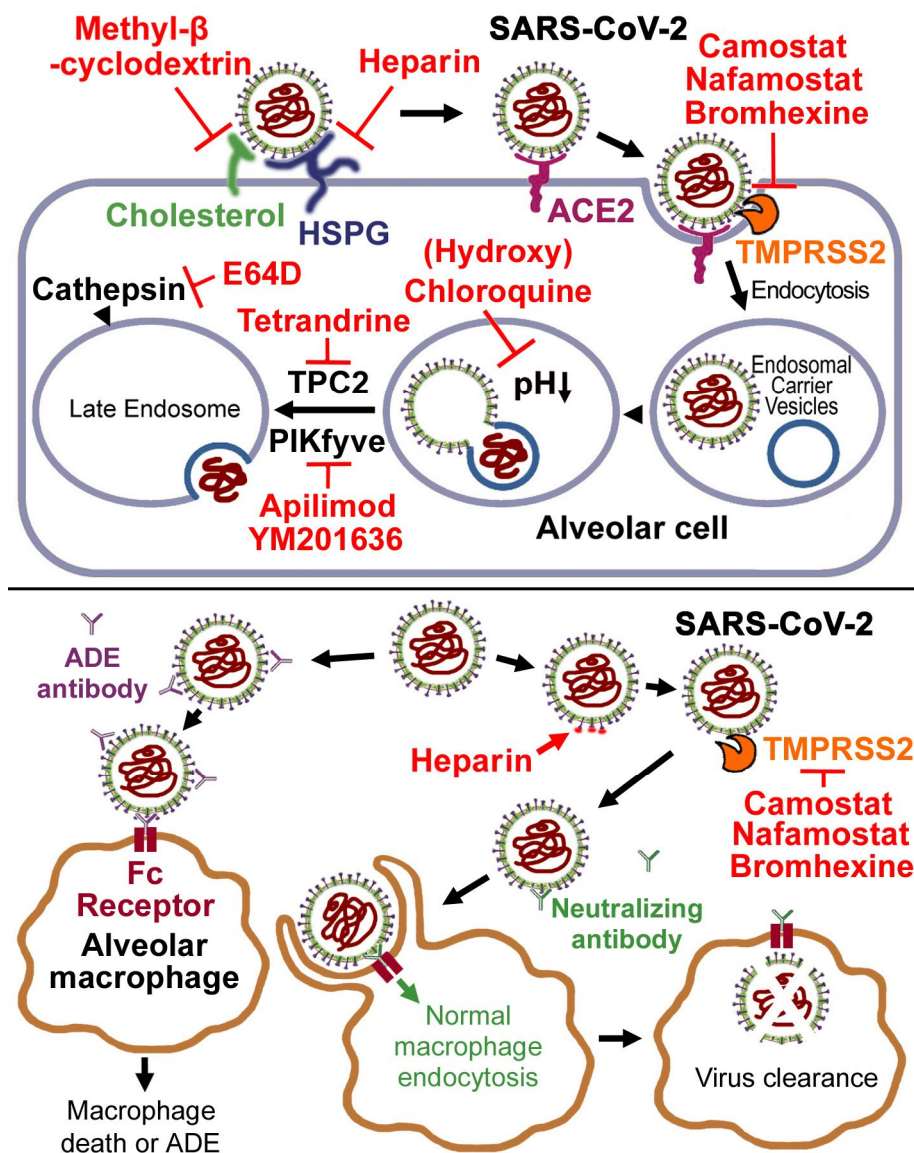 Methyl-β
-cyclodextrin
Heparin
SARS-CoV-2
Camostat
Nafamostat
Bromhexine
Cholesterol
HSPG
ACE2
TMPRSS2
Cathepsin
E64D
(Hydroxy)
Chloroquine
Endocytosis
Tetrandrine
TPC2
Late Endosome
PIKfyve
pH↓
Endosomal
Carrier
Vesicles
Apilimod
YM201636
Alveolar cell
ADE
antibody
SARS-CoV-2
Heparin
TMPRSS2
Camostat
Nafamostat
Bromhexine
Fc
Receptor
Alveolar
macrophage
Neutralizing
antibody
Normal
macrophage
endocytosis
Virus clearance
Macrophage
death or ADE